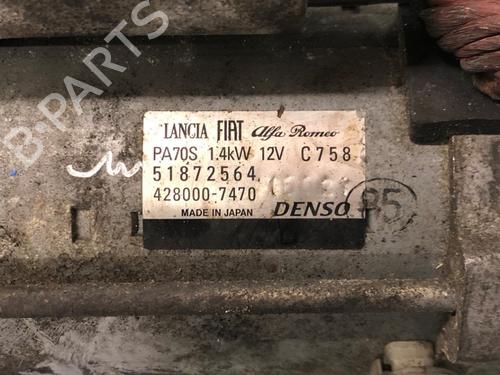 B-PARTS
LANCIA FIAT Alfa Romeo
PA70S 1.4kW 12V C758
51872564
428000-7470
MADE IN JAPAN DENSO